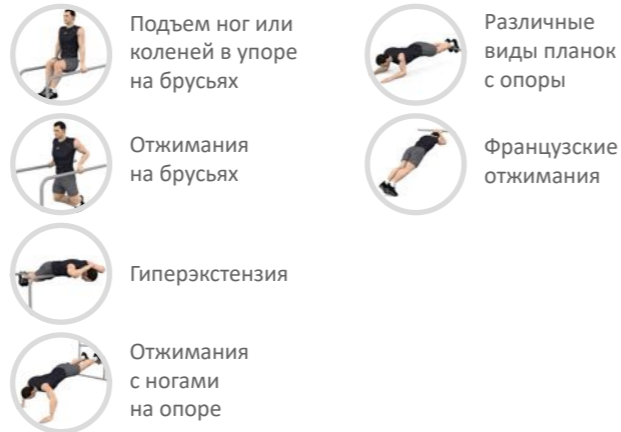 Подъем ног или
коленей в упоре
на брусьях
Отжимания
на брусьях
Гиперэкстензия
Отжимания
с ногами
на опоре
Различные
виды планок
с опоры
Французские
отжимания